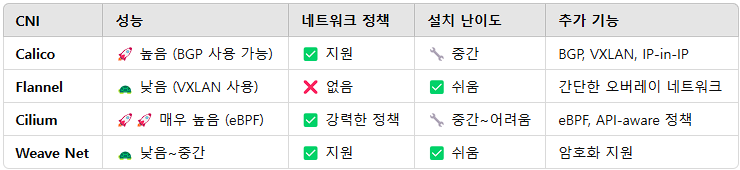 CNI 성능 네트워크 정책 설치 난이도 추가 기능
Calico 🚀 높음 (BGP 사용 가능) ✅ 지원 🔧 중간 BGP, VXLAN, IP-in-IP
Flannel 🐢 낮음 (VXLAN 사용) ❌ 없음 ✅ 쉬움 간단한 오버레이 네트워크
Cilium 🚀🚀 매우 높음 (eBPF) ✅ 강력한 정책 🔧 중간~어려움 eBPF, API-aware 정책
Weave Net 🐢 낮음~중간 ✅ 지원 ✅ 쉬움 암호화 지원